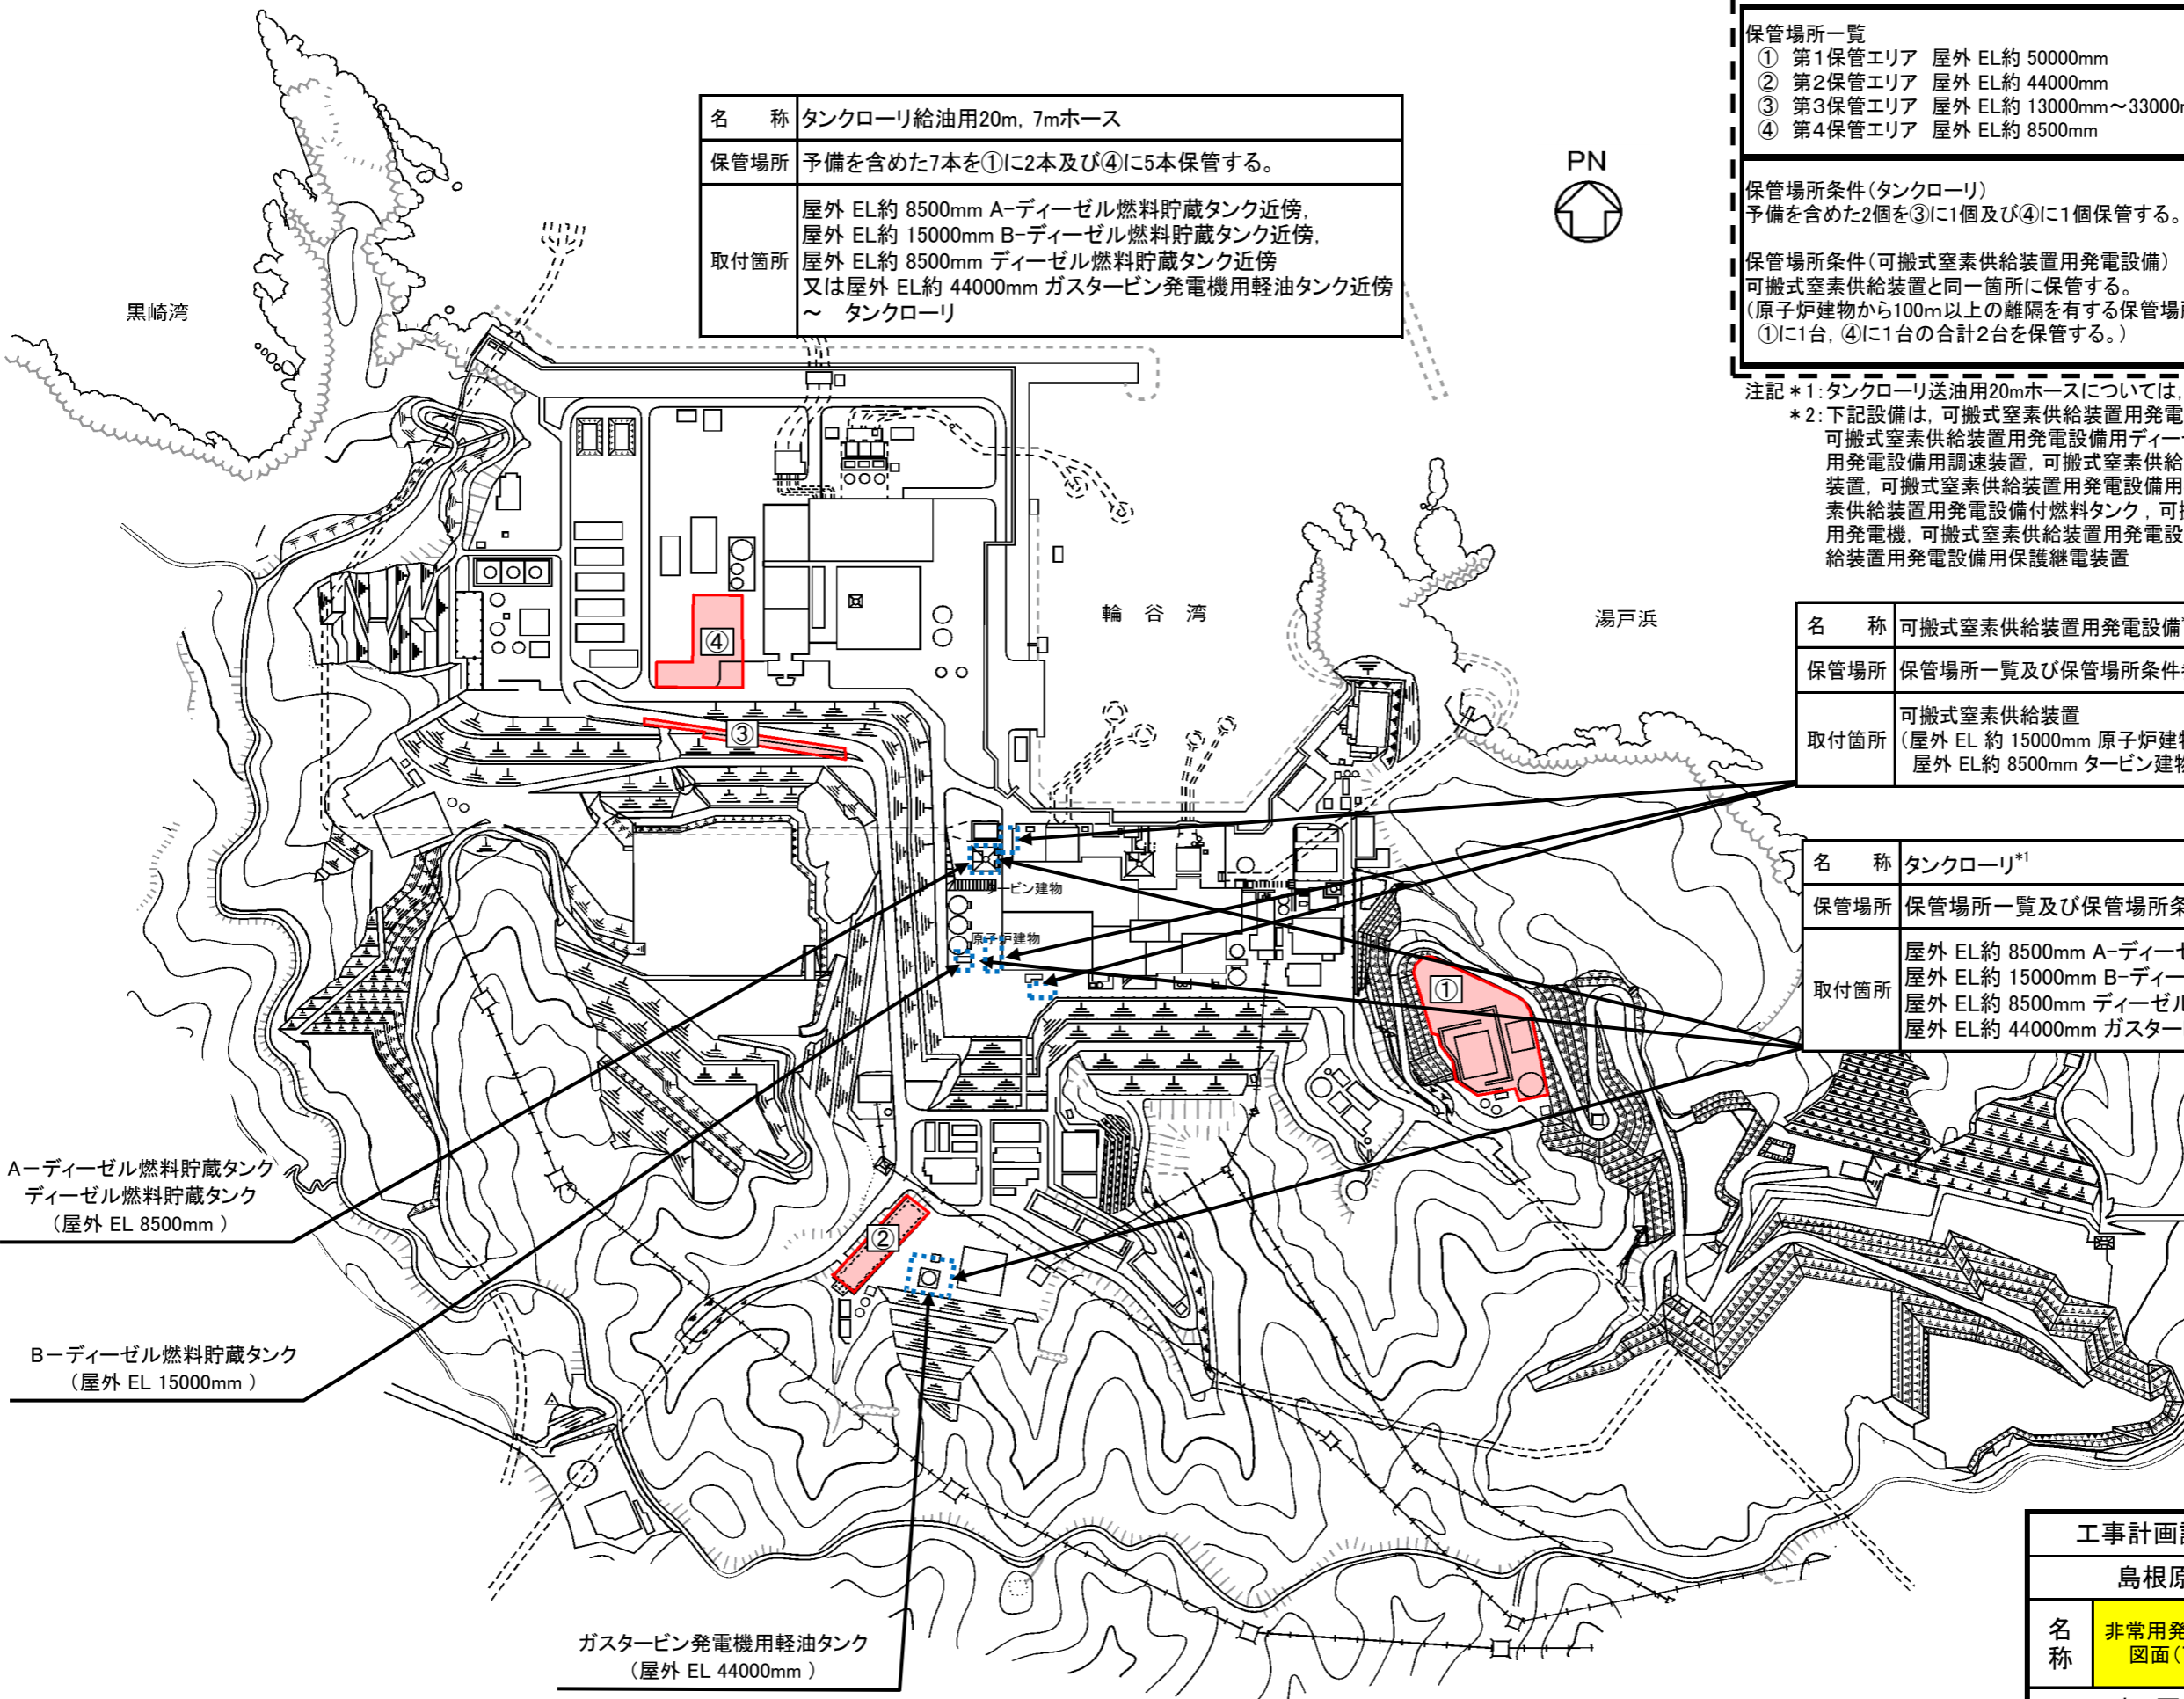 保管場所一覧
① 第1保管エリア 屋外 EL約 50000mm
② 第2保管エリア 屋外 EL約 44000mm
③ 第3保管エリア 屋外 EL約 13000mm～33000m
④ 第4保管エリア 屋外 EL約 8500mm
保管場所条件(タンクローリ)
予備を含めた2個を③に1個及び④に1個保管する。
保管場所条件(可搬式窒素供給装置用発電設備)
可搬式窒素供給装置と同一箇所に保管する。
(原子炉建物から100m以上の離隔を有する保管場
①に1台, ④に1台の合計2台を保管する。)
注記*1:タンクローリ送油用20mホースについては,
*2:下記設備は, 可搬式窒素供給装置用発電
可搬式窒素供給装置用発電設備用ディー
用発電設備用調速装置, 可搬式窒素供給
装置, 可搬式窒素供給装置用発電設備用
素供給装置用発電設備付燃料タンク, 可
用発電機, 可搬式窒素供給装置用発電設
給装置用発電設備用保護継電装置
名 称 タンクローリ給油用20m, 7mホース
保管場所 予備を含めた7本を①に2本及び④に5本保管する。
取付箇所 屋外 EL約 8500mm A-ディーゼル燃料貯蔵タンク近傍,
屋外 EL約 15000mm B-ディーゼル燃料貯蔵タンク近傍,
屋外 EL約 8500mm ディーゼル燃料貯蔵タンク近傍
又は屋外 EL約 44000mm ガスタービン発電機用軽油タンク近傍
～ タンクローリ
PN
黒崎湾
輪谷湾
湯戸浜
名 称 可搬式窒素供給装置用発電設備
保管場所 保管場所一覧及び保管場所条件
取付箇所 可搬式窒素供給装置
(屋外 EL 約 15000mm 原子炉建
屋外 EL約 8500mm タービン建
名 称 タンクローリ*1
保管場所 保管場所一覧及び保管場所条
取付箇所 屋外 EL約 8500mm A-ディー
屋外 EL約 15000mm B-ディー
屋外 EL約 8500mm ディーゼル
屋外 EL約 44000mm ガスター
④
③
ービン建物
原子炉建物
①
②
A-ディーゼル燃料貯蔵タンク
ディーゼル燃料貯蔵タンク
(屋外 EL 8500mm )
B-ディーゼル燃料貯蔵タンク
(屋外 EL 15000mm )
ガスタービン発電機用軽油タンク
(屋外 EL 44000mm )
工事計画
島根原
名称 非常用発
図面(